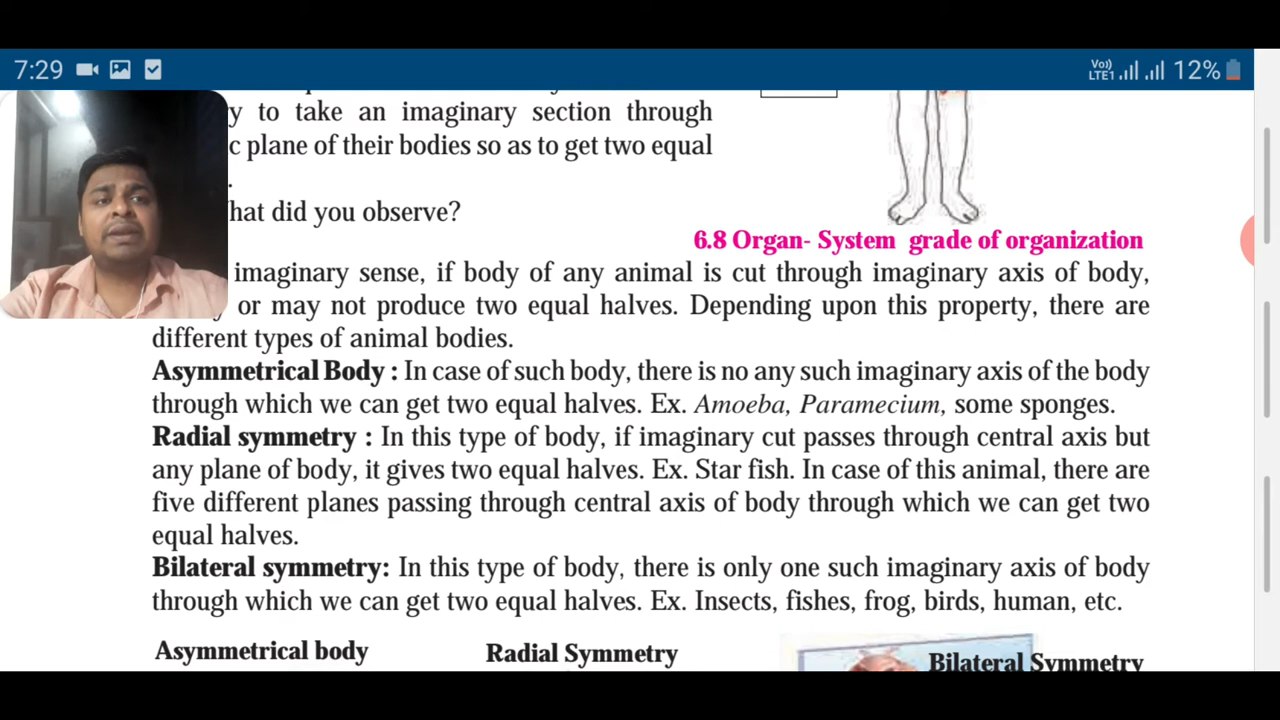 7:29
Vo)) LTE1 12%
y to take an imaginary section through
c plane of their bodies so as to get two equal
.
hat did you observe?
6.8 Organ- System grade of organization
imaginary sense, if body of any animal is cut through imaginary axis of body,
or may not produce two equal halves. Depending upon this property, there are
different types of animal bodies.
Asymmetrical Body : In case of such body, there is no any such imaginary axis of the body
through which we can get two equal halves. Ex. Amoeba, Paramecium, some sponges.
Radial symmetry : In this type of body, if imaginary cut passes through central axis but
any plane of body, it gives two equal halves. Ex. Star fish. In case of this animal, there are
five different planes passing through central axis of body through which we can get two
equal halves.
Bilateral symmetry: In this type of body, there is only one such imaginary axis of body
through which we can get two equal halves. Ex. Insects, fishes, frog, birds, human, etc.
Asymmetrical body
Radial Symmetry
Bilateral Symmetry